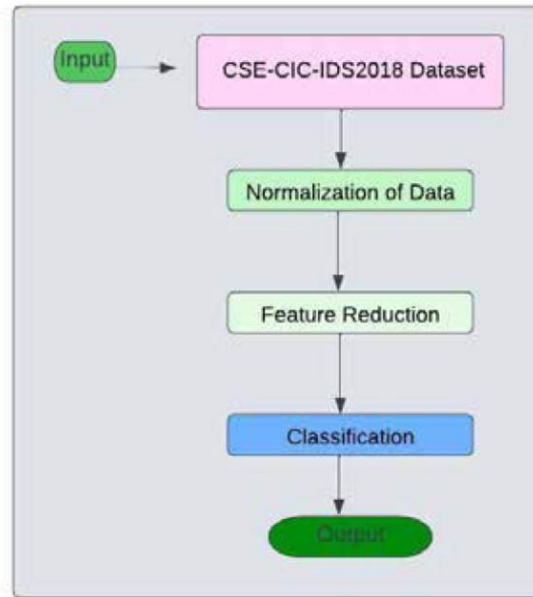 Input
CSE-CIC-IDS2018 Dataset
Normalization of Data
Feature Reduction
Classification
Output